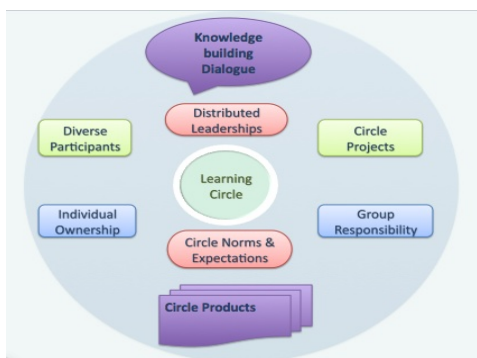 Knowledge
building
Dialogue
Distributed
Leaderships
Diverse
Participants
Circle
Projects
Learning
Circle
Individual
Ownership
Group
Responsibility
Circle Norms &
Expectations
Circle Products